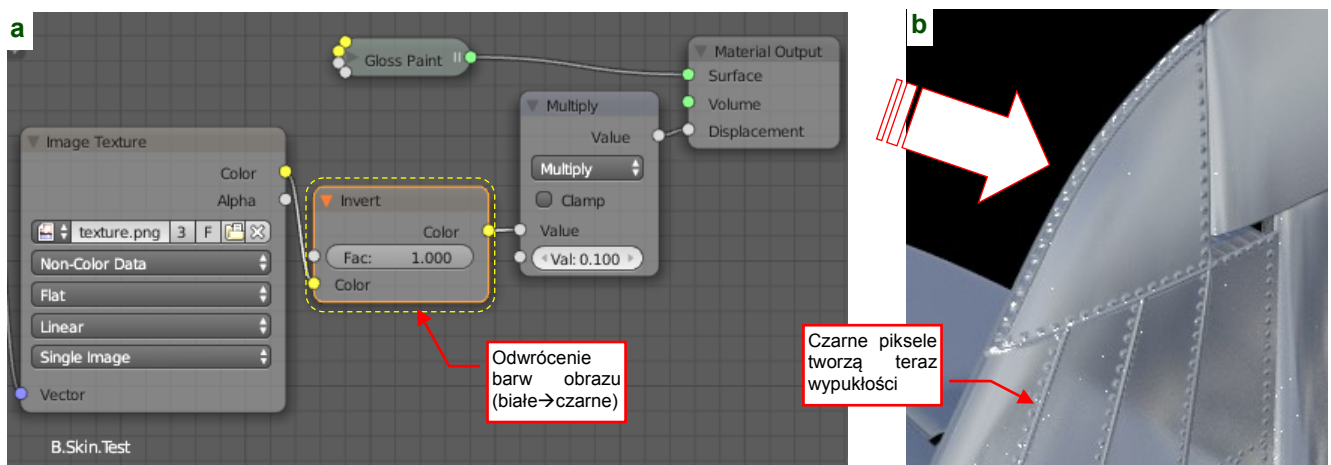 a
Gloss Paint
Material Output
Surface
Volume
Displacement
Multiply
Value
Multiply
Clamp
Value
Val: 0.100
Image Texture
Color
Alpha
texture.png 3 F
Non-Color Data
Flat
Linear
Single Image
Vector
Invert
Color
Fac: 1.000
Color
Odwrócenie
barw obrazu
(białe→czarne)
B.Skin.Test
b
Czarne piksele
tworzą teraz
wypukłości